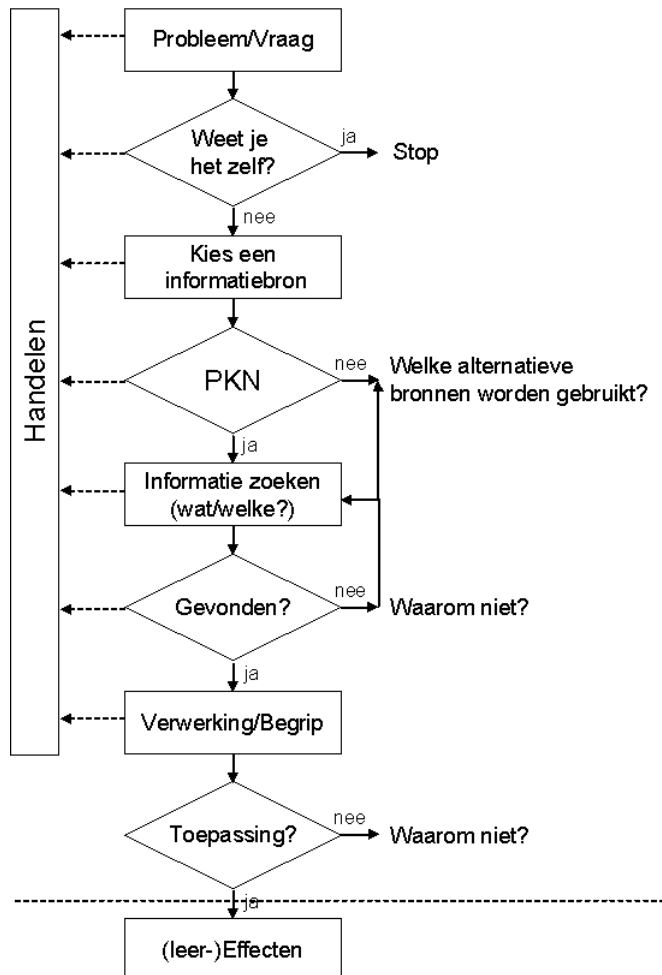 Probleem/Vraag
Weet je
het zelf?
ja
Stop
nee
Kies een
informatiebron
Handelen
PKN
nee
Welke alternatieve
bronnen worden gebruikt?
ja
Informatie zoeken
(wat/welke?)
Gevonden?
nee
Waarom niet?
ja
Verwerking/Begrip
Toepassing?
nee
Waarom niet?
ja
(leer-)Effecten